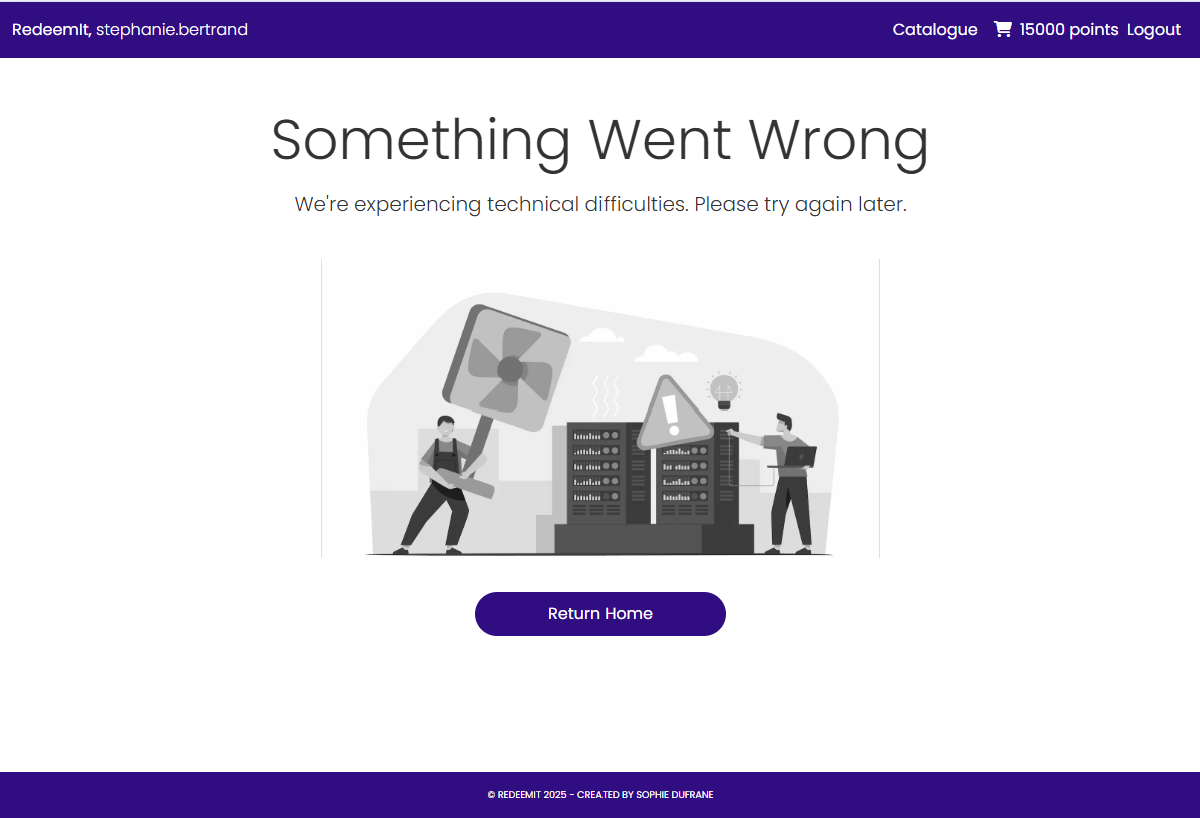 RedeemIt, stephanie.bertrand
Catalogue 15000 points Logout
Something Went Wrong
We're experiencing technical difficulties. Please try again later.
Return Home
© REDEEMIT 2025 - CREATED BY SOPHIE DUFRANE